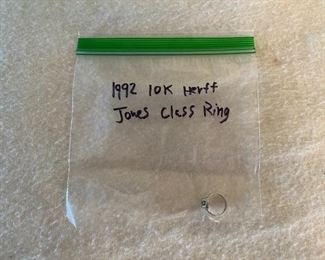 1992 10K Herff
Jones Class Ring